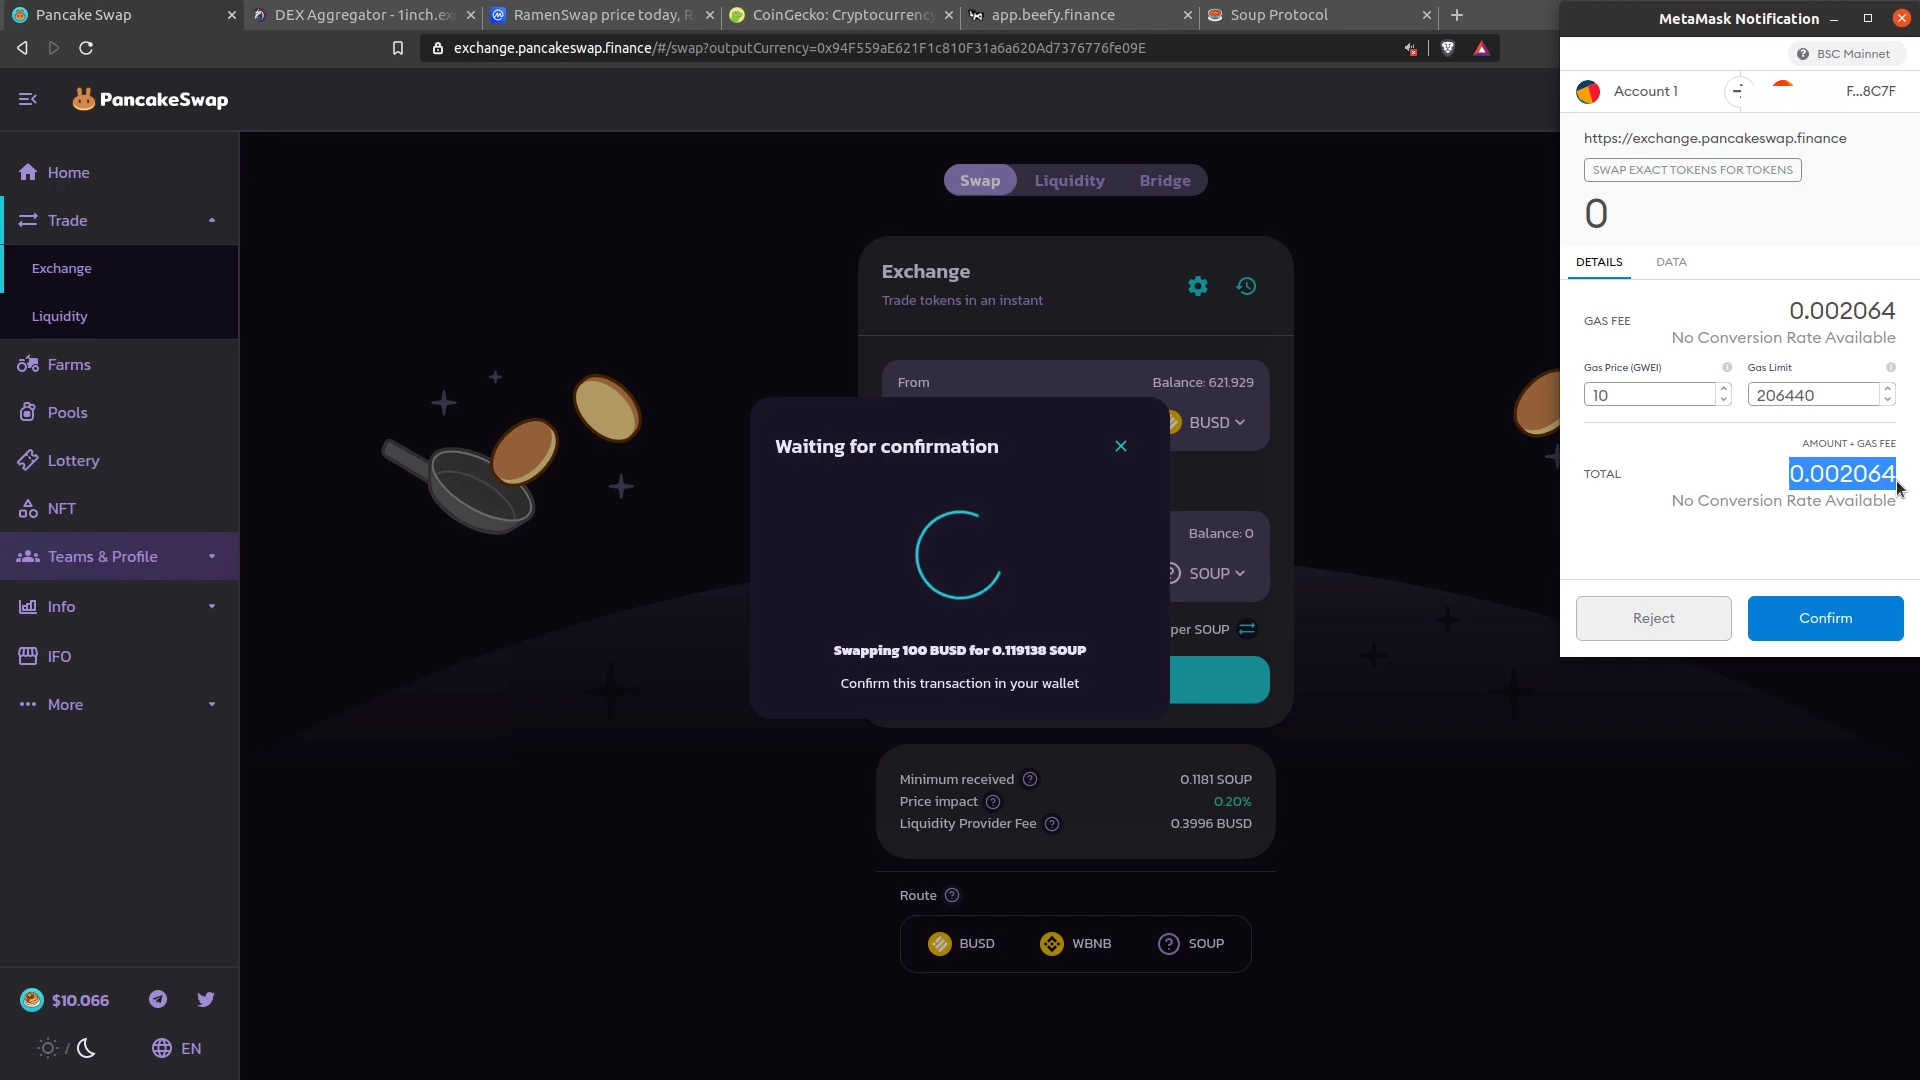 Pancake Swap
DEX Aggregator - 1inch.exc
RamenSwap price today, R
CoinGecko: Cryptocurrency
app.beefy.finance
Soup Protocol
MetaMask Notification
exchange.pancakeswap.finance/#/swap?outputCurrency=0x94F559aE621F1c810F31a6a620Ad7376776fe09E
BSC Mainnet
Account 1
F...8C7F
https://exchange.pancakeswap.finance
SWAP EXACT TOKENS FOR TOKENS
0
DETAILS
DATA
GAS FEE
0.002064
No Conversion Rate Available
Gas Price (GWEI)
Gas Limit
10
206440
AMOUNT + GAS FEE
TOTAL
0.002064
No Conversion Rate Available
Reject
Confirm
PancakeSwap
Home
Trade
Exchange
Liquidity
Farms
Pools
Lottery
NFT
Teams & Profile
Info
IFO
More
$10.066
/
EN
Swap
Liquidity
Bridge
Exchange
Trade tokens in an instant
From
Balance: 621.929
BUSD
Balance: 0
SOUP
per SOUP
Waiting for confirmation
Swapping 100 BUSD for 0.119138 SOUP
Confirm this transaction in your wallet
Minimum received
0.1181 SOUP
Price impact
0.20%
Liquidity Provider Fee
0.3996 BUSD
Route
BUSD
WBNB
SOUP